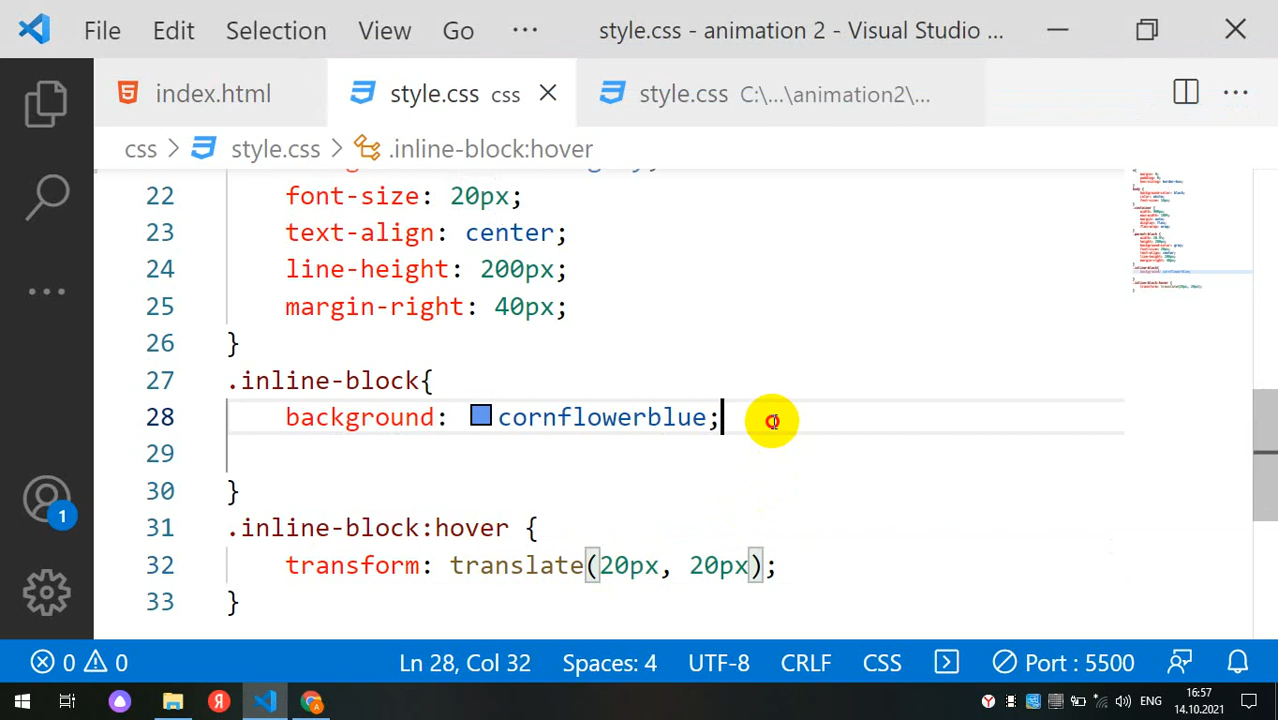 File Edit Selection View Go ··· style.css - animation 2 - Visual Studio ...
index.html style.css css style.css C:\...\animation2\...
css > style.css > .inline-block:hover
22 font-size: 20px;
23 text-align: center;
24 line-height: 200px;
25 margin-right: 40px;
26 }
27 .inline-block{
28 background: cornflowerblue;
29
30 }
31 .inline-block:hover {
32 transform: translate(20px, 20px);
33 }
1
0 0 Ln 28, Col 32 Spaces: 4 UTF-8 CRLF CSS Port : 5500
ENG 16:57
14.10.2021